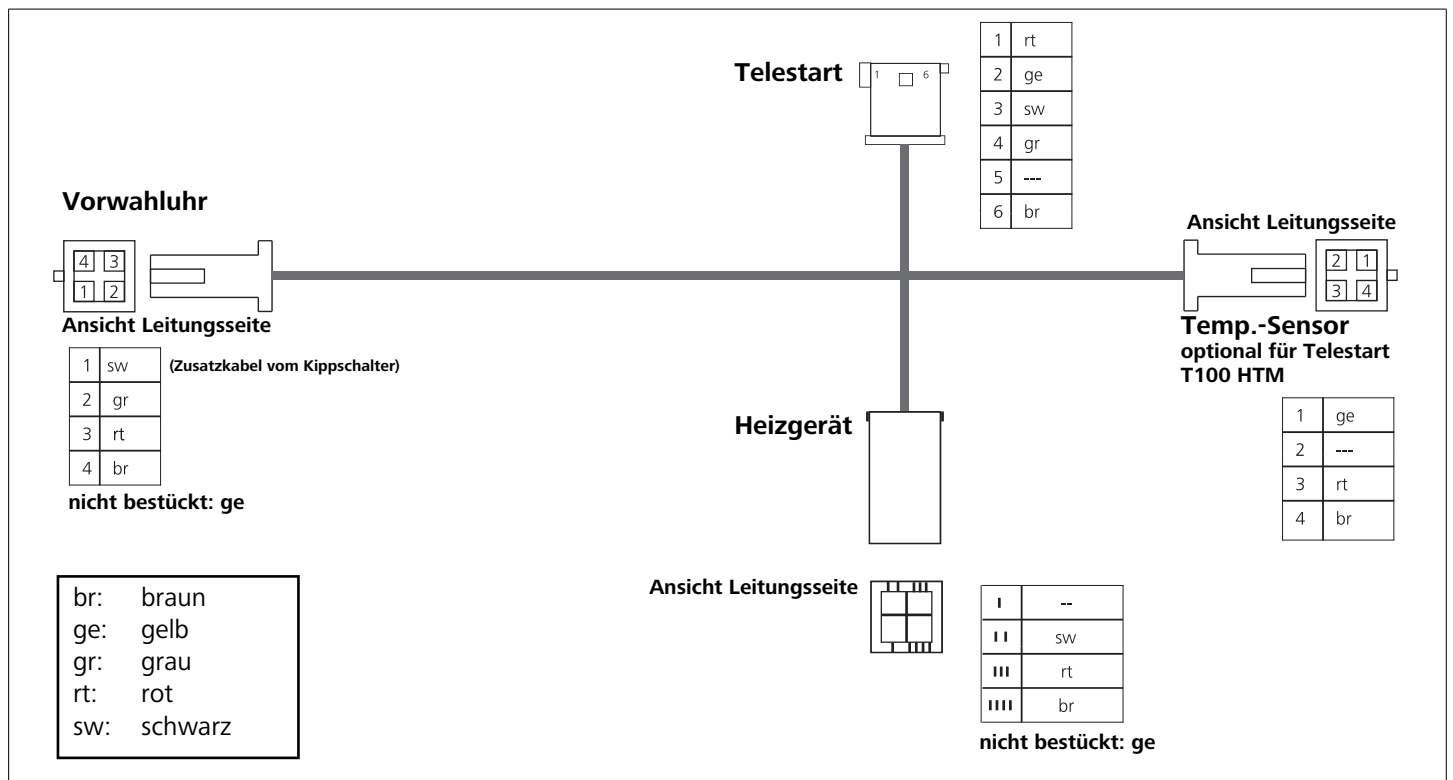 Telestart
1 6
1 rt
2 ge
3 sw
4 gr
5 ---
6 br
Vorwahluhr
4 3
1 2
Ansicht Leitungsseite
1 sw (Zusatzkabel vom Kippschalter)
2 gr
3 rt
4 br
nicht bestückt: ge
Ansicht Leitungsseite
2 1
3 4
Temp.-Sensor
optional für Telestart
T100 HTM
1 ge
2 ---
3 rt
4 br
Heizgerät
Ansicht Leitungsseite
I --
II sw
III rt
IIII br
nicht bestückt: ge
br: braun
ge: gelb
gr: grau
rt: rot
sw: schwarz